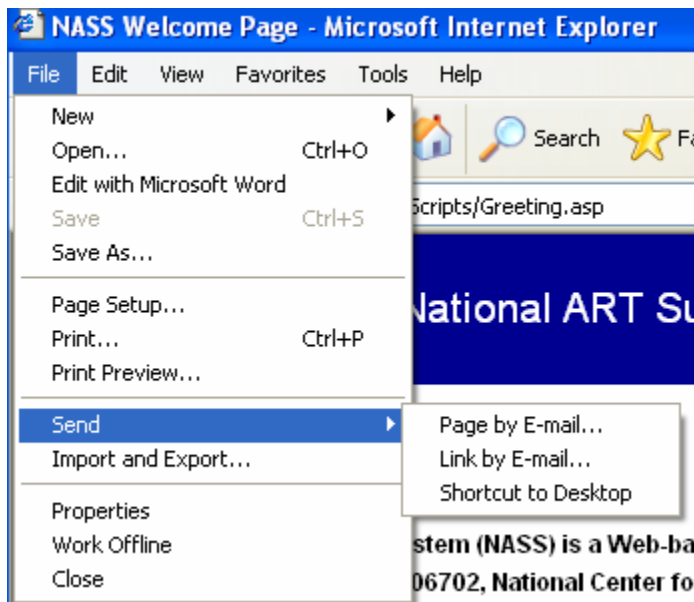 NASS Welcome Page - Microsoft Internet Explorer
File Edit View Favorites Tools Help
New
Open... Ctrl+O
Edit with Microsoft Word
Save Ctrl+S
Save As...
Page Setup...
Print... Ctrl+P
Print Preview...
Send
Import and Export...
Properties
Work Offline
Close
Page by E-mail...
Link by E-mail...
Shortcut to Desktop
Search Fa
Scripts/Greeting.asp
National ART Su
stem (NASS) is a Web-ba
06702, National Center fo